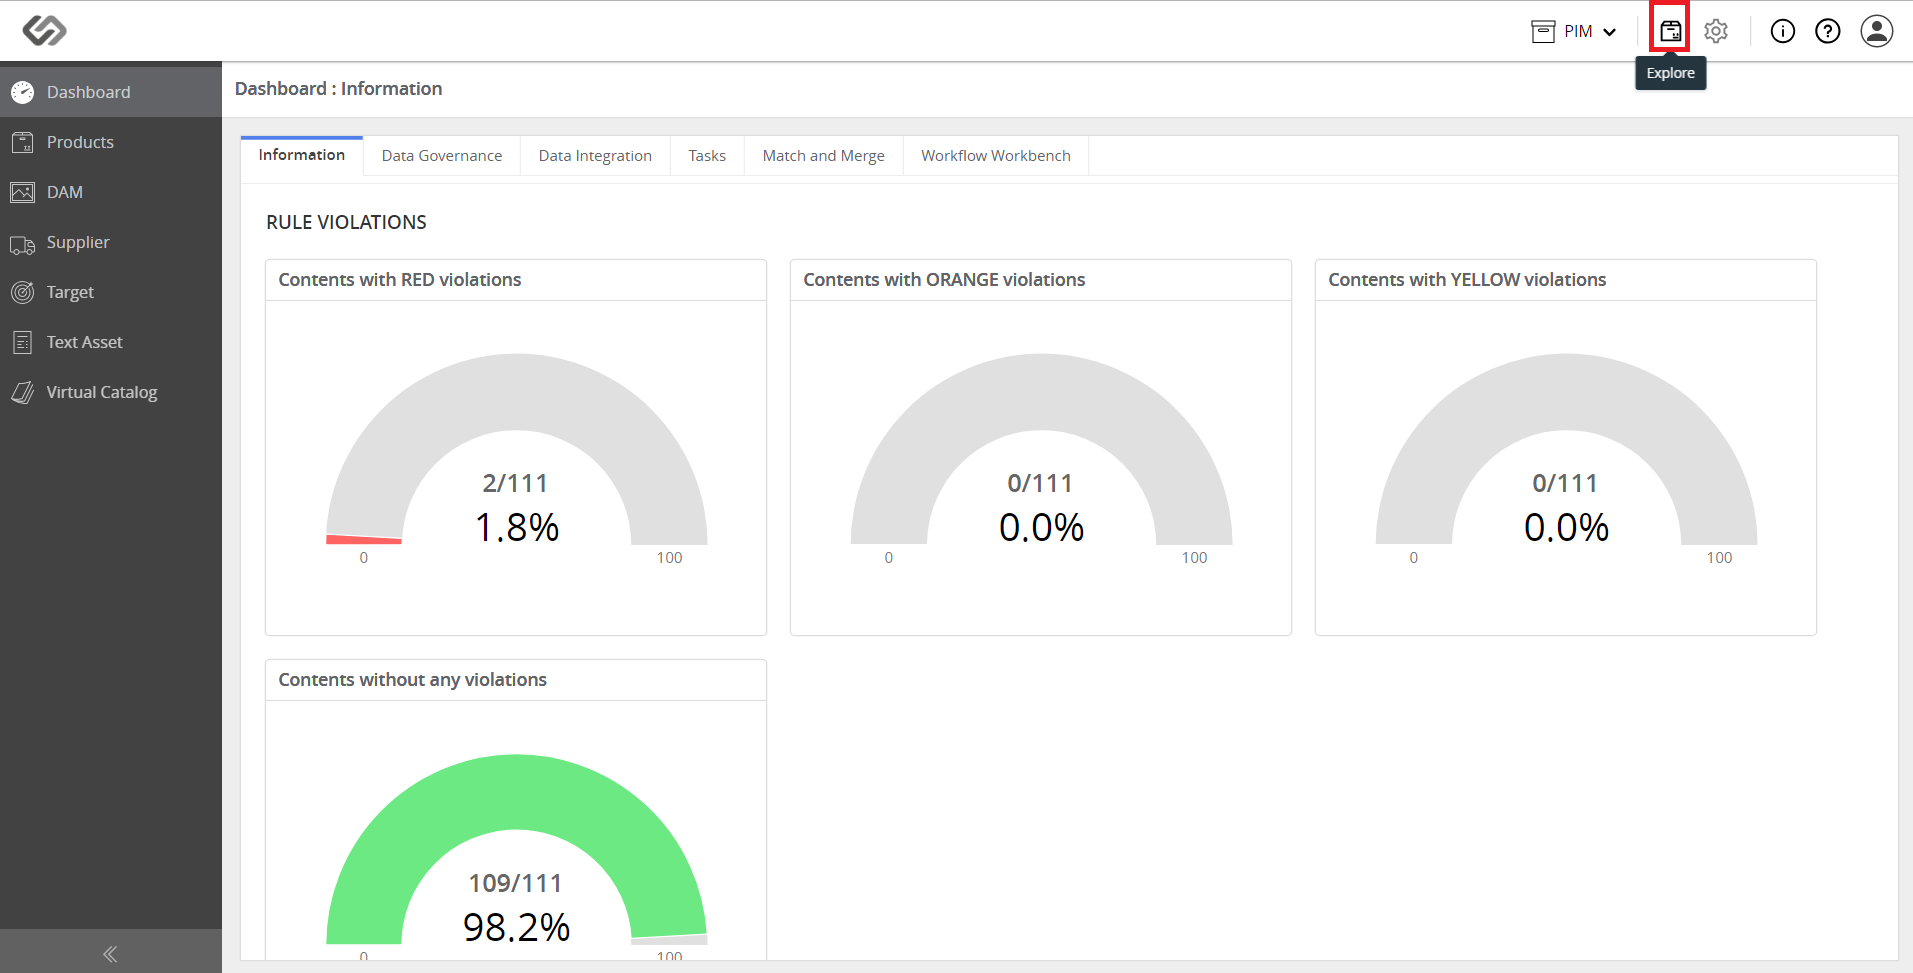 PIM
Explore
Dashboard
Products
DAM
Supplier
Target
Text Asset
Virtual Catalog
Dashboard : Information
Information
Data Governance
Data Integration
Tasks
Match and Merge
Workflow Workbench
RULE VIOLATIONS
Contents with RED violations
2/111
1.8%
0
100
Contents with ORANGE violations
0/111
0.0%
0
100
Contents with YELLOW violations
0/111
0.0%
0
100
Contents without any violations
109/111
98.2%
0
100